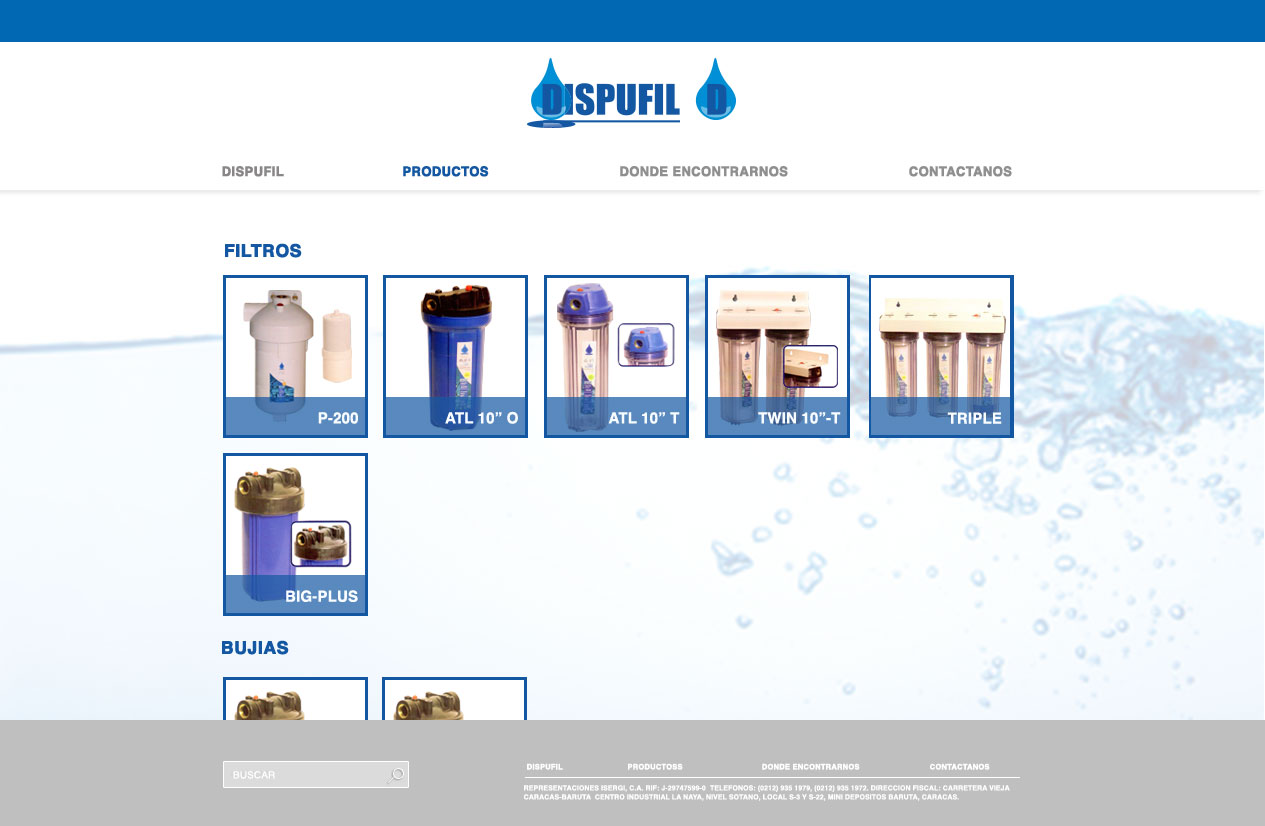 DISPUFIL D
DISPUFIL PRODUCTOS DONDE ENCONTRARNOS CONTACTANOS
FILTROS
P-200 ATL 10” O ATL 10” T TWIN 10”-T TRIPLE
BIG-PLUS
BUJIAS
BUSCAR
DISPUFIL PRODUCTOSS DONDE ENCONTRARNOS CONTACTANOS
REPRESENTACIONES ISERGI, C.A. RIF: J-29747599-0 TELEFONOS: (0212) 935 1979, (0212) 935 1972. DIRECCION FISCAL: CARRETERA VIEJA
CARACAS-BARUTA CENTRO INDUSTRIAL LA NAYA, NIVEL SOTANO, LOCAL S-3 Y S-22, MINI DEPOSITOS BARUTA, CARACAS.